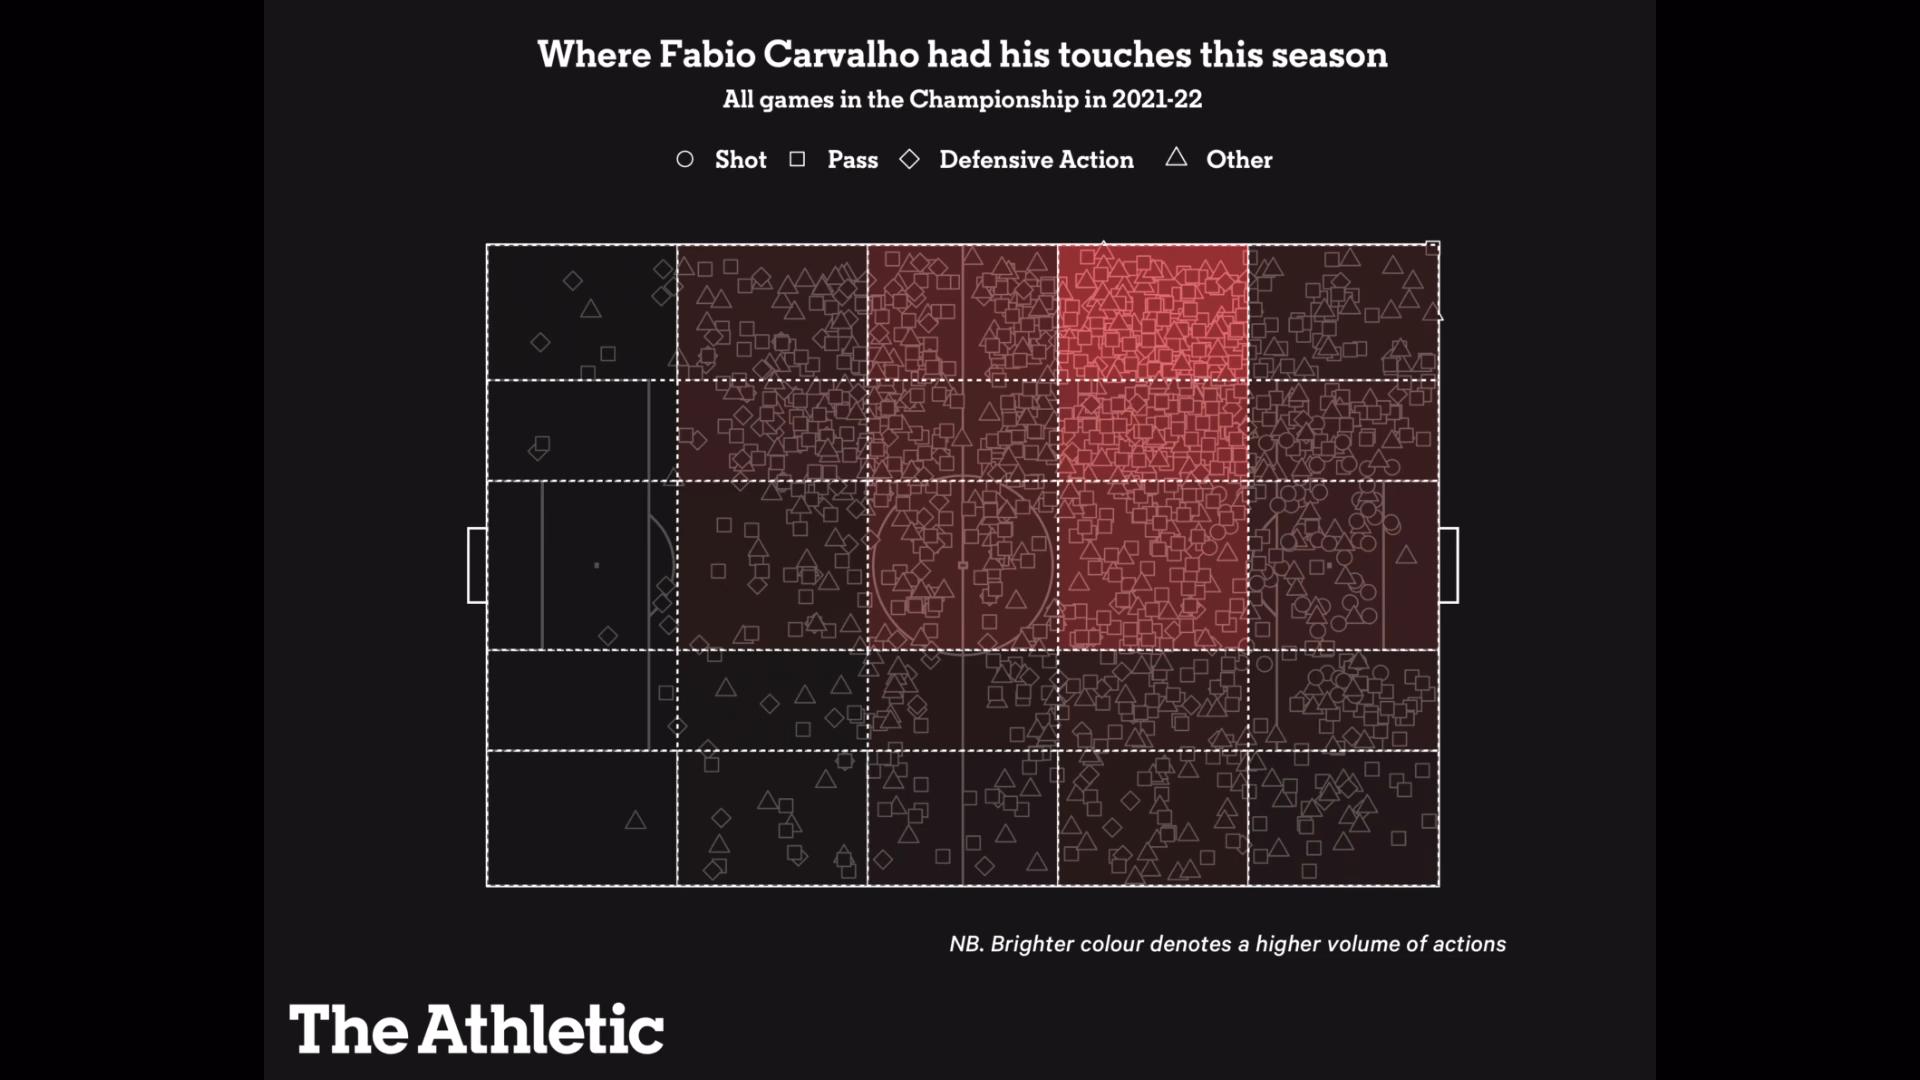 Where Fabio Carvalho had his touches this season
All games in the Championship in 2021-22
Shot Pass Defensive Action Other
NB. Brighter colour denotes a higher volume of actions
The Athletic